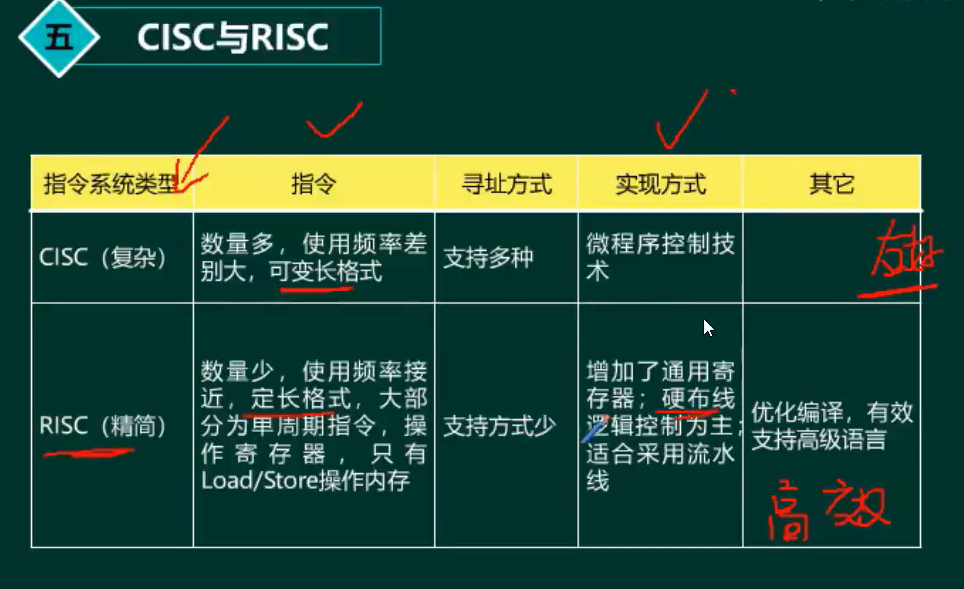 五
CISC与RISC
指令系统类型
指令
寻址方式
实现方式
其它
CISC（复杂）
数量多，使用频率差
别大，可变长格式
支持多种
微程序控制技
术
友好
RISC（精简）
数量少，使用频率接
近，定长格式，大部
分为单周期指令，操
作寄存器，只有
Load/Store操作内存
支持方式少
增加了通用寄
存器；硬布线
逻辑控制为主；
适合采用流水
线
优化编译，有效
支持高级语言
高效